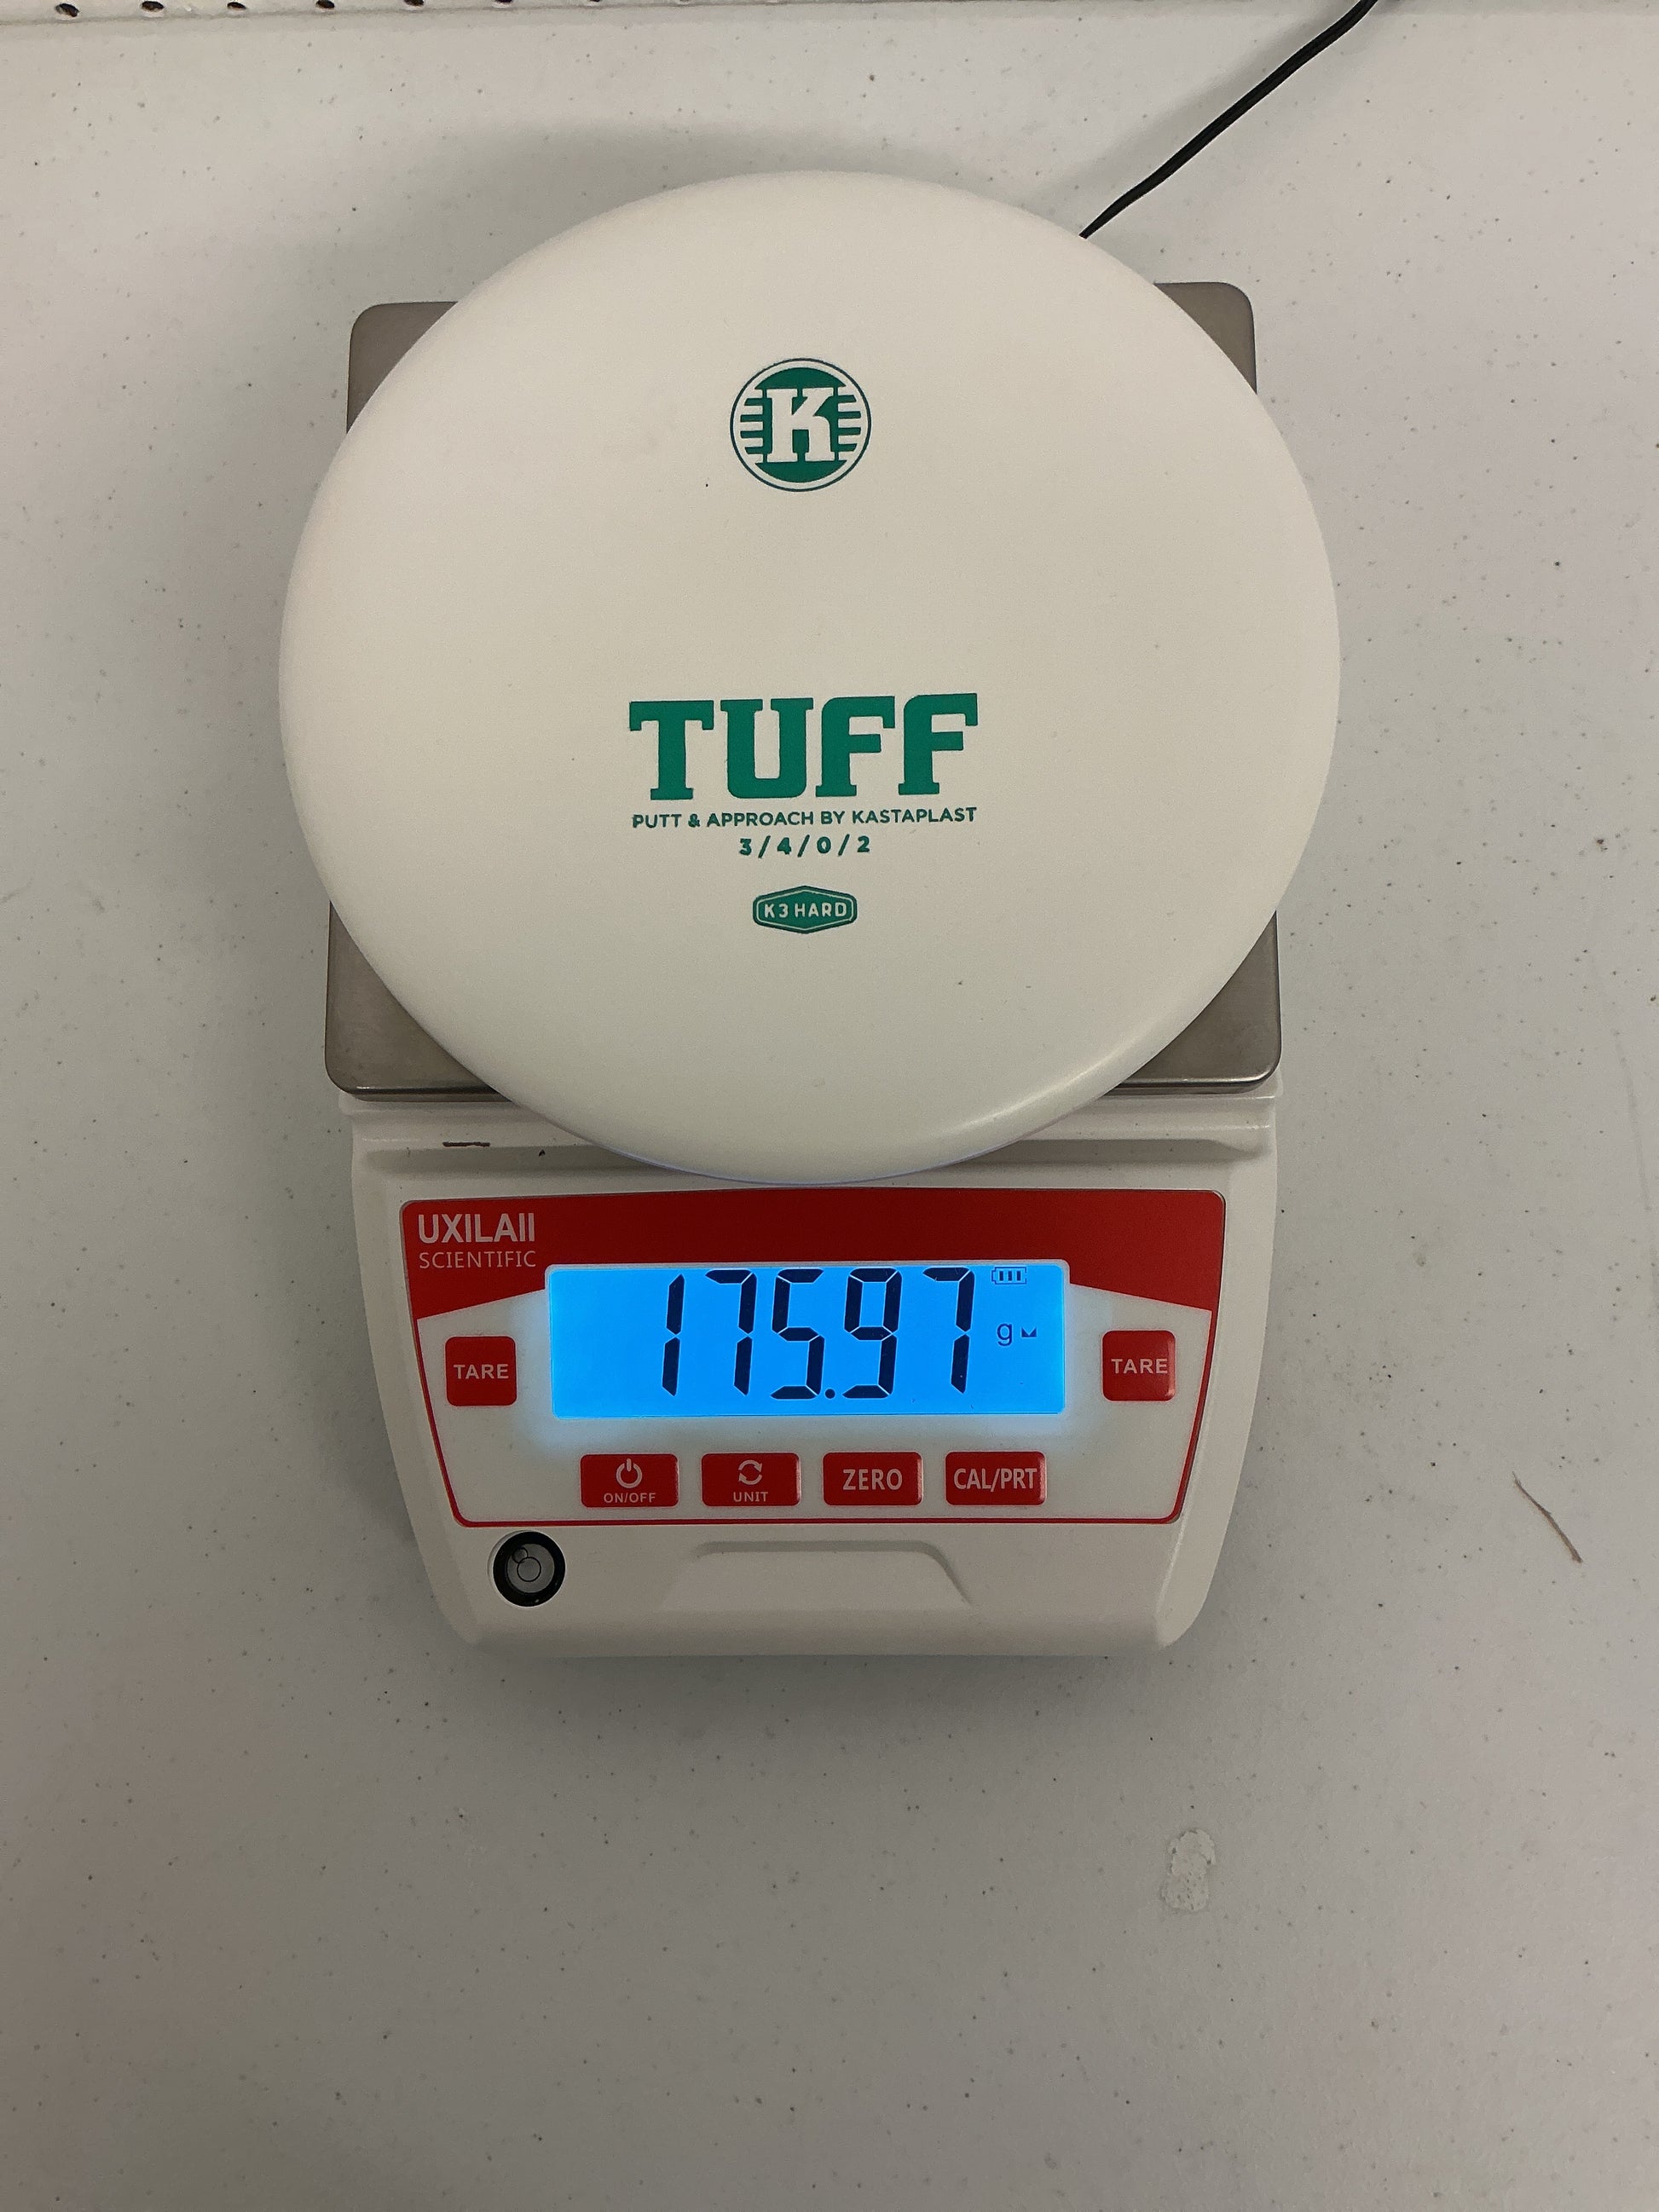 K
TUFF
PUTT & APPROACH BY KASTAPLAST
3/4/0/2
K3 HARD
UXILAII
SCIENTIFIC
175.97 g
TARE
TARE
ON/OFF
UNIT
ZERO
CAL/PRT